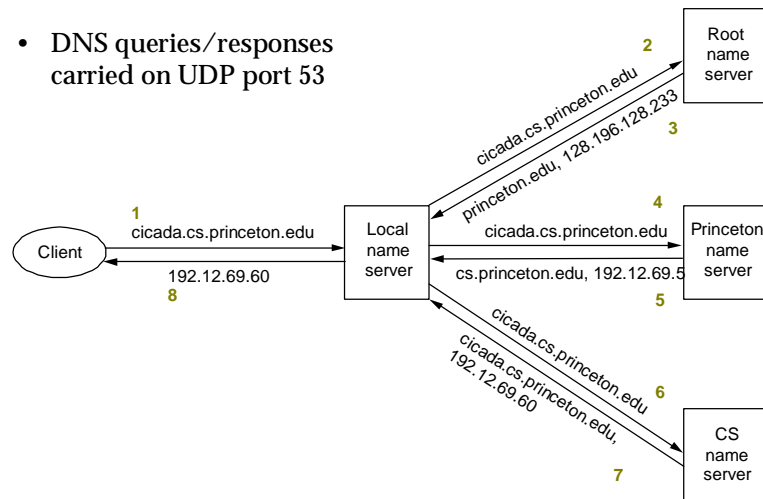 • DNS queries/responses
carried on UDP port 53
2
Root
name
server
cicada.cs.princeton.edu
princeton.edu, 128.196.128.233
3
1
cicada.cs.princeton.edu
Client
192.12.69.60
8
Local
name
server
4
cicada.cs.princeton.edu
cs.princeton.edu, 192.12.69.5
5
Princeton
name
server
cicada.cs.princeton.edu
6
cicada.cs.princeton.edu,
192.12.69.60
7
CS
name
server